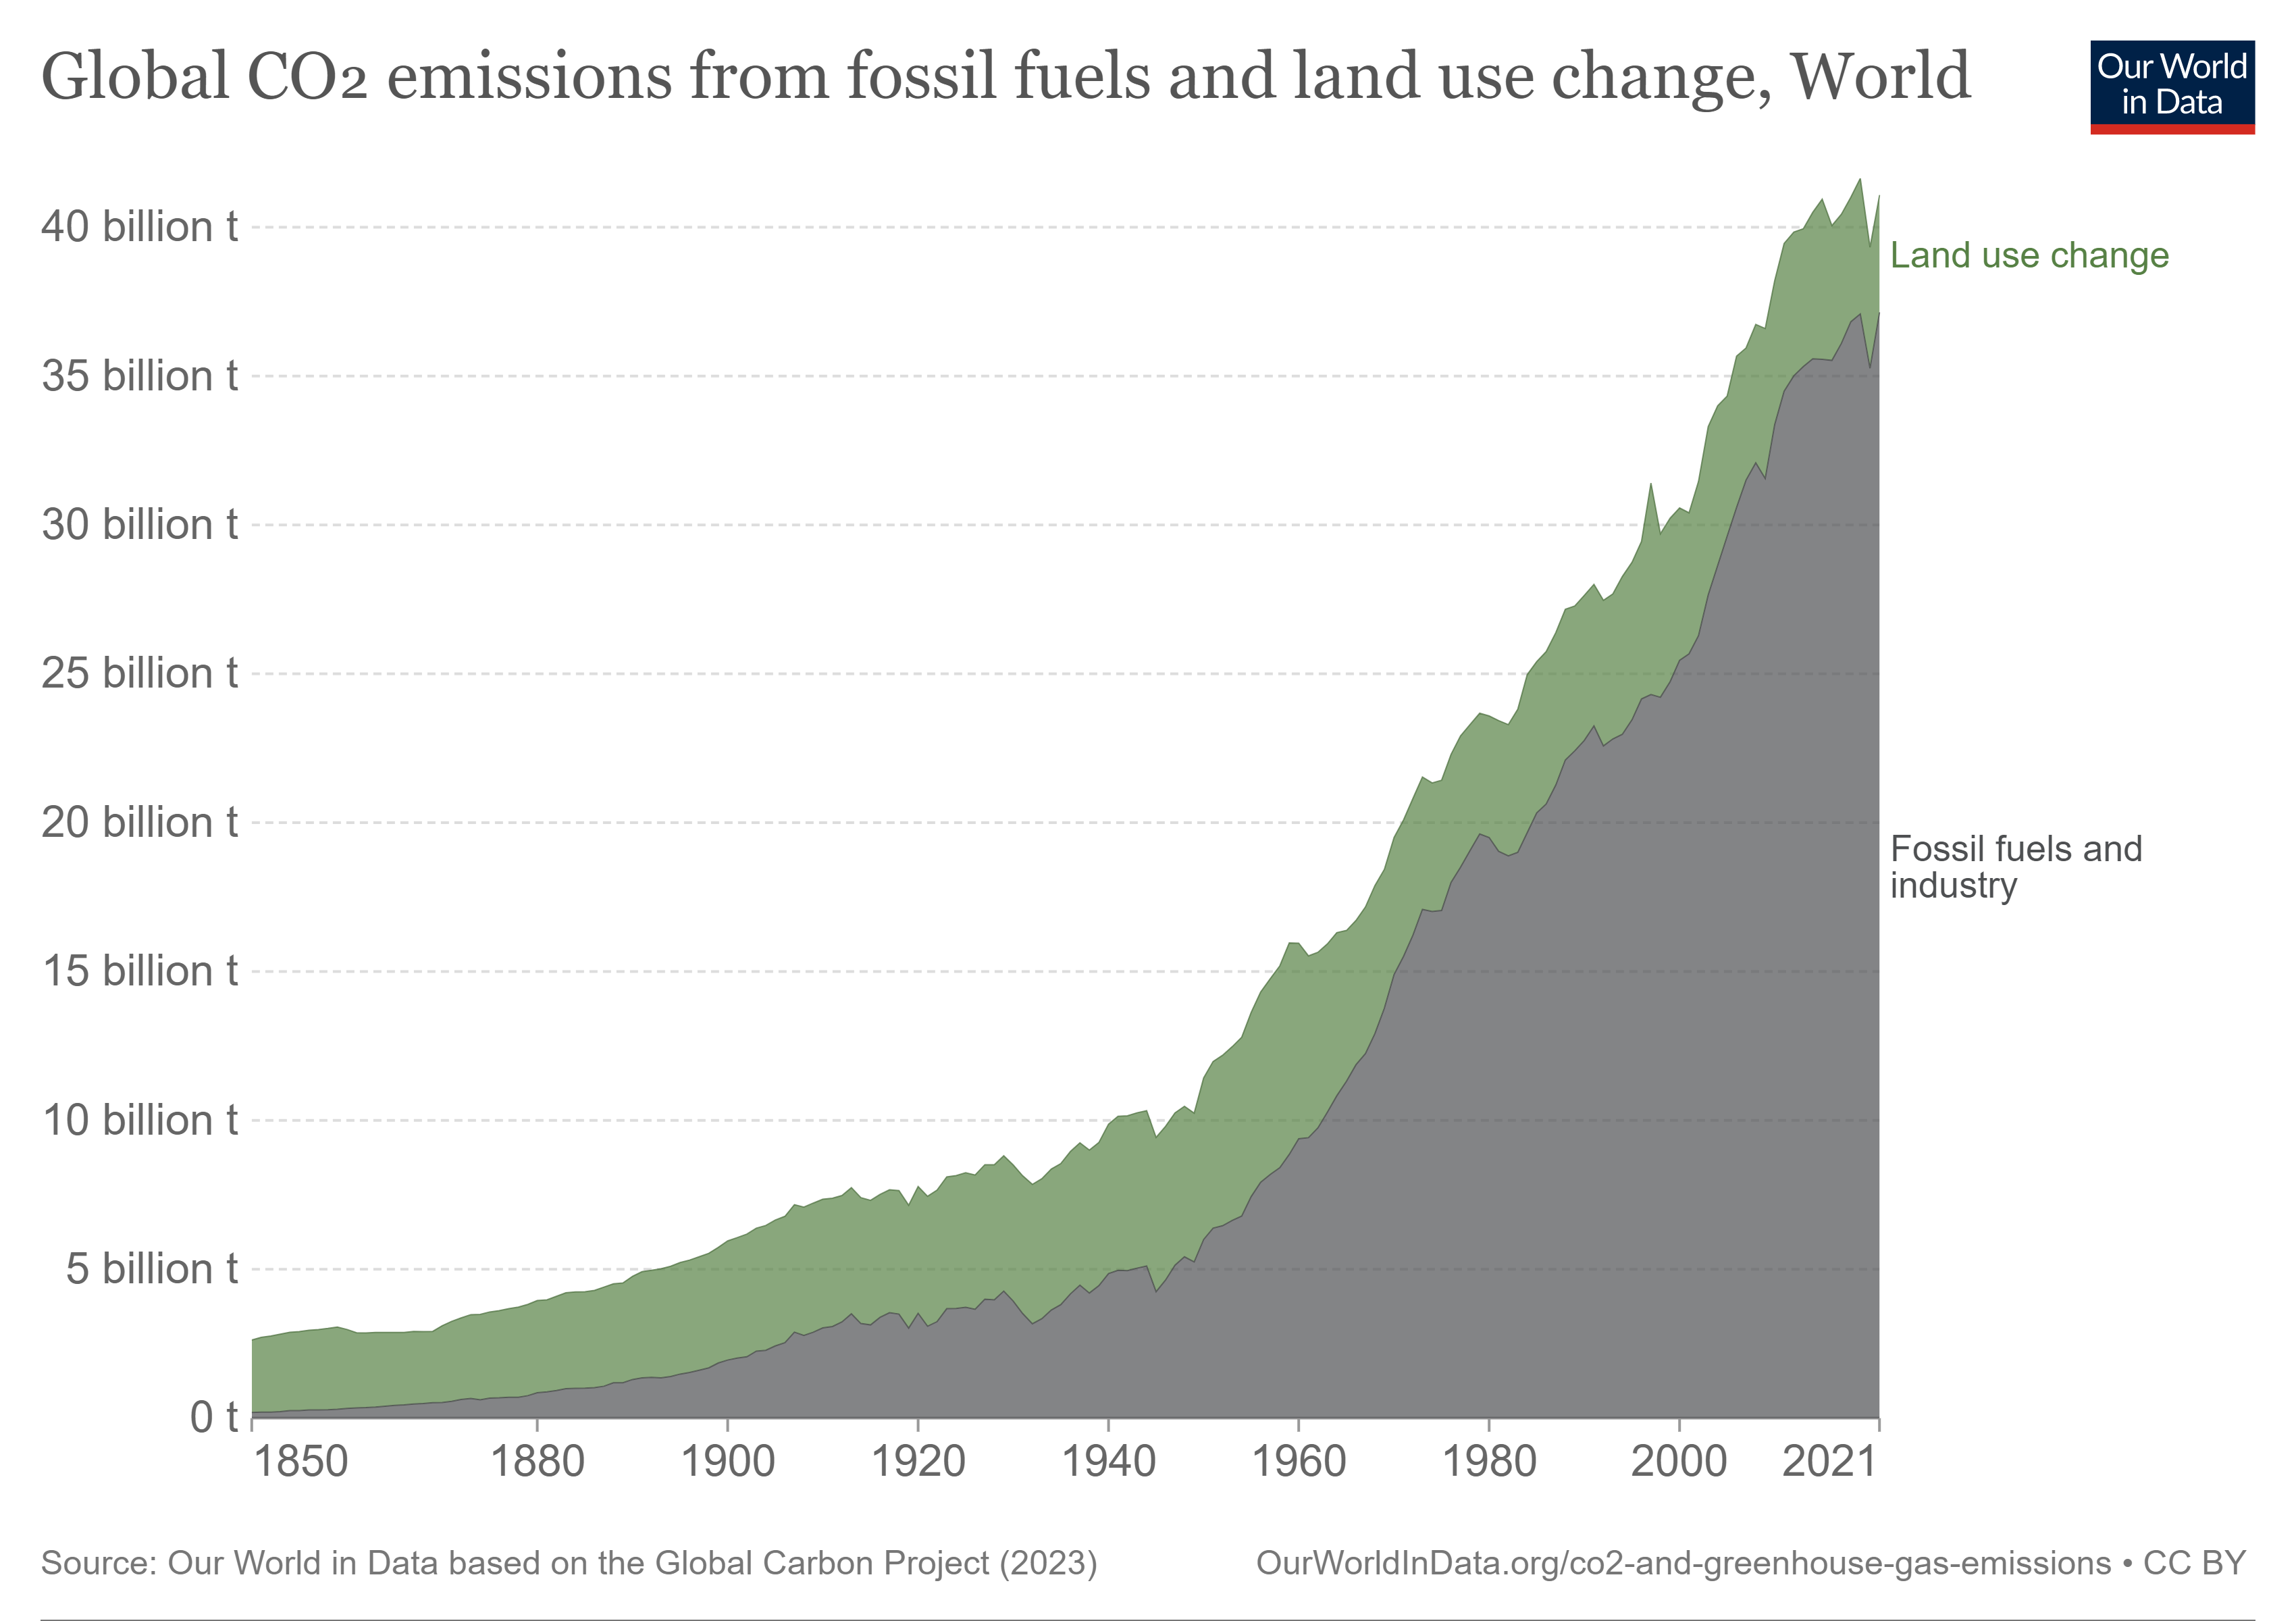 Global CO₂ emissions from fossil fuels and land use change, World
Our World
in Data
40 billion t
Land use change
35 billion t
30 billion t
25 billion t
20 billion t
Fossil fuels and
industry
15 billion t
10 billion t
5 billion t
0 t
1850 1880 1900 1920 1940 1960 1980 2000 2021
Source: Our World in Data based on the Global Carbon Project (2023)
OurWorldInData.org/co2-and-greenhouse-gas-emissions • CC BY